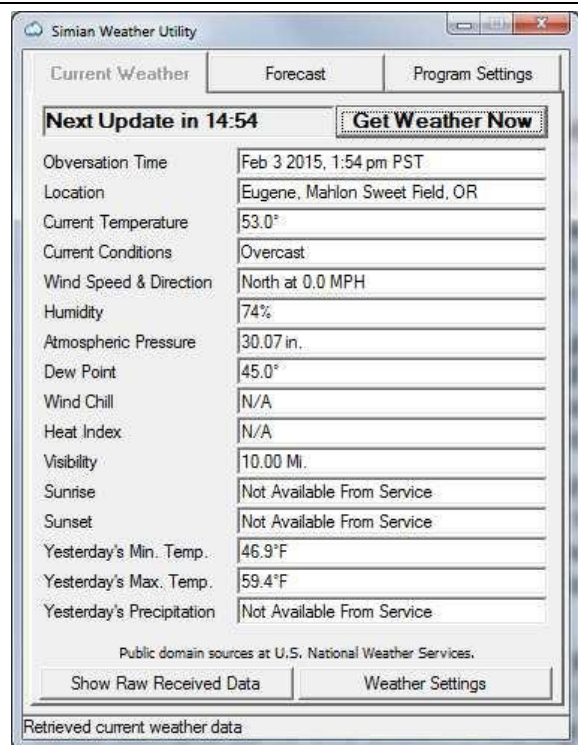 Simian Weather Utility
Current Weather Forecast Program Settings
Next Update in 14:54 Get Weather Now
Obversation Time Feb 3 2015, 1:54 pm PST
Location Eugene, Mahlon Sweet Field, OR
Current Temperature 53.0°
Current Conditions Overcast
Wind Speed & Direction North at 0.0 MPH
Humidity 74%
Atmospheric Pressure 30.07 in.
Dew Point 45.0°
Wind Chill N/A
Heat Index N/A
Visibility 10.00 Mi.
Sunrise Not Available From Service
Sunset Not Available From Service
Yesterday's Min. Temp. 46.9°F
Yesterday's Max. Temp. 59.4°F
Yesterday's Precipitation Not Available From Service
Public domain sources at U.S. National Weather Services.
Show Raw Received Data Weather Settings
Retrieved current weather data